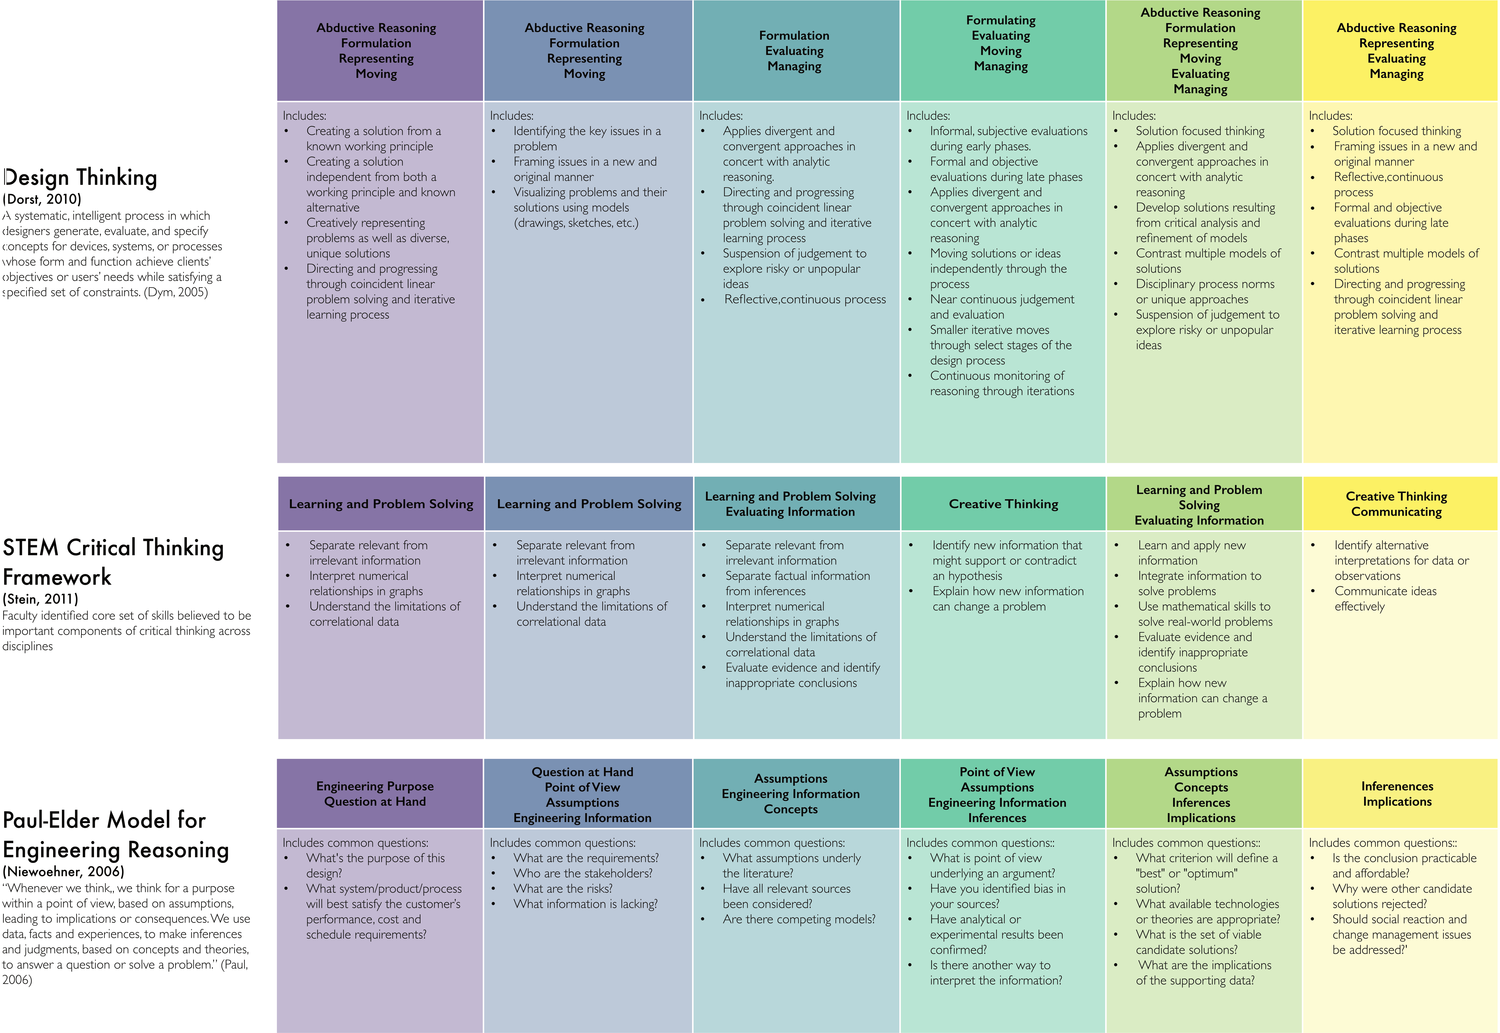 Design Thinking
(Dorst, 2010)
A systematic, intelligent process in which
designers generate, evaluate, and specify
concepts for devices, systems, or processes
whose form and function achieve clients'
objectives or users' needs while satisfying a
specified set of constraints. (Dym, 2005)
Abductive Reasoning
Formulation
Representing
Moving
Includes:
• Creating a solution from a
known working principle
• Creating a solution
independent from both a
working principle and known
alternative
• Creatively representing
problems as well as diverse,
unique solutions
• Directing and progressing
through coincident linear
problem solving and iterative
learning process
Abductive Reasoning
Formulation
Representing
Moving
Includes:
• Identifying the key issues in a
problem
• Framing issues in a new and
original manner
• Visualizing problems and their
solutions using models
(drawings, sketches, etc.)
Formulation
Evaluating
Managing
Includes:
• Applies divergent and
convergent approaches in
concert with analytic
reasoning.
• Directing and progressing
through coincident linear
problem solving and iterative
learning process
• Suspension of judgement to
explore risky or unpopular
ideas
• Reflective,continuous process
Formulating
Evaluating
Moving
Managing
Includes:
• Informal, subjective evaluations
during early phases.
• Formal and objective
evaluations during late phases
• Applies divergent and
convergent approaches in
concert with analytic
reasoning
• Moving solutions or ideas
independently through the
process
• Near continuous judgement
and evaluation
• Smaller iterative moves
through select stages of the
design process
• Continuous monitoring of
reasoning through iterations
Abductive Reasoning
Formulation
Representing
Moving
Evaluating
Managing
Includes:
• Solution focused thinking
• Applies divergent and
convergent approaches in
concert with analytic
reasoning
• Develop solutions resulting
from critical analysis and
refinement of models
• Contrast multiple models of
solutions
• Disciplinary process norms
or unique approaches
• Suspension of judgement to
explore risky or unpopular
ideas
Abductive Reasoning
Representing
Evaluating
Managing
Includes:
• Solution focused thinking
• Framing issues in a new and
original manner
• Reflective,continuous
process
• Formal and objective
evaluations during late
phases
• Contrast multiple models of
solutions
• Directing and progressing
through coincident linear
problem solving and
iterative learning process
STEM Critical Thinking
Framework
(Stein, 2011)
Faculty identified core set of skills believed to be
important components of critical thinking across
disciplines
Learning and Problem Solving
• Separate relevant from
irrelevant information
• Interpret numerical
relationships in graphs
• Understand the limitations of
correlational data
Learning and Problem Solving
• Separate relevant from
irrelevant information
• Interpret numerical
relationships in graphs
• Understand the limitations of
correlational data
Learning and Problem Solving
Evaluating Information
• Separate relevant from
irrelevant information
• Separate factual information
from inferences
• Interpret numerical
relationships in graphs
• Understand the limitations of
correlational data
• Evaluate evidence and identify
inappropriate conclusions
Creative Thinking
• Identify new information that
might support or contradict
an hypothesis
• Explain how new information
can change a problem
Learning and Problem
Solving
Evaluating Information
• Learn and apply new
information
• Integrate information to
solve problems
• Use mathematical skills to
solve real-world problems
• Evaluate evidence and
identify inappropriate
conclusions
• Explain how new
information can change a
problem
Creative Thinking
Communicating
• Identify alternative
interpretations for data or
observations
• Communicate ideas
effectively
Paul-Elder Model for
Engineering Reasoning
(Niewoehner, 2006)
"Whenever we think,, we think for a purpose
within a point of view, based on assumptions,
leading to implications or consequences. We use
data, facts and experiences, to make inferences
and judgments, based on concepts and theories,
to answer a question or solve a problem." (Paul,
2006)
Engineering Purpose
Question at Hand
Includes common questions:
• What's the purpose of this
design?
• What system/product/process
will best satisfy the customer's
performance, cost and
schedule requirements?
Question at Hand
Point of View
Assumptions
Engineering Information
Includes common questions:
• What are the requirements?
• Who are the stakeholders?
• What are the risks?
• What information is lacking?
Assumptions
Engineering Information
Concepts
Includes common questions:
• What assumptions underly
the literature?
• Have all relevant sources
been considered?
• Are there competing models?
Point of View
Assumptions
Engineering Information
Inferences
Includes common questions::
• What is point of view
underlying an argument?
• Have you identified bias in
your sources?
• Have analytical or
experimental results been
confirmed?
• Is there another way to
interpret the information?
Assumptions
Concepts
Inferences
Implications
Includes common questions::
• What criterion will define a
"best" or "optimum"
solution?
• What available technologies
or theories are appropriate?
• What is the set of viable
candidate solutions?
• What are the implications
of the supporting data?
Inferenences
Implications
Includes common questions::
• Is the conclusion practicable
and affordable?
• Why were other candidate
solutions rejected?
• Should social reaction and
change management issues
be addressed?'